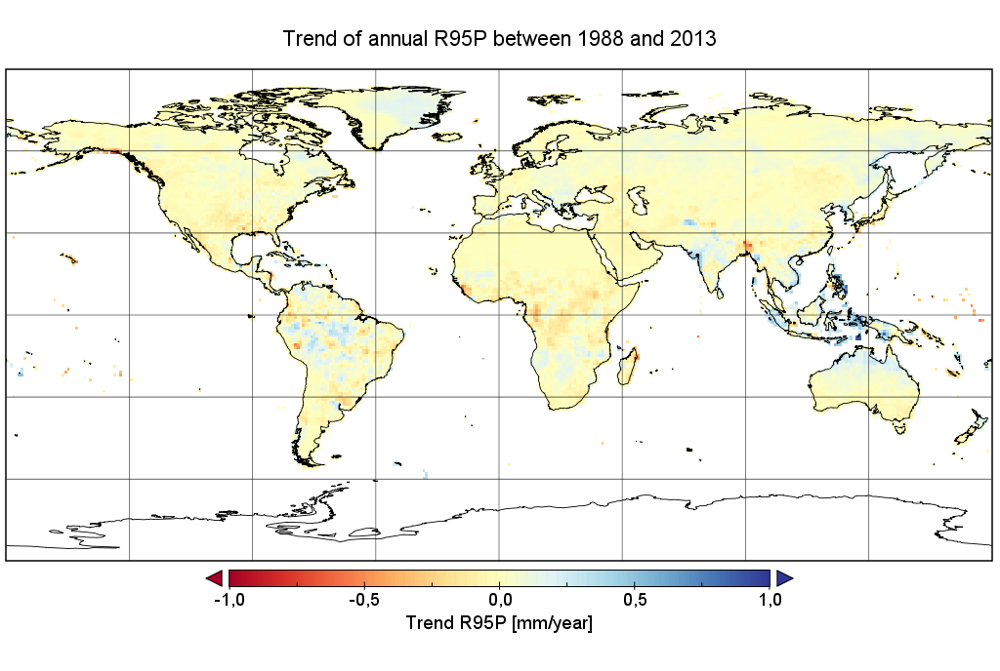 Trend of annual R95P between 1988 and 2013
-1,0 -0,5 0,0 0,5 1,0
Trend R95P [mm/year]